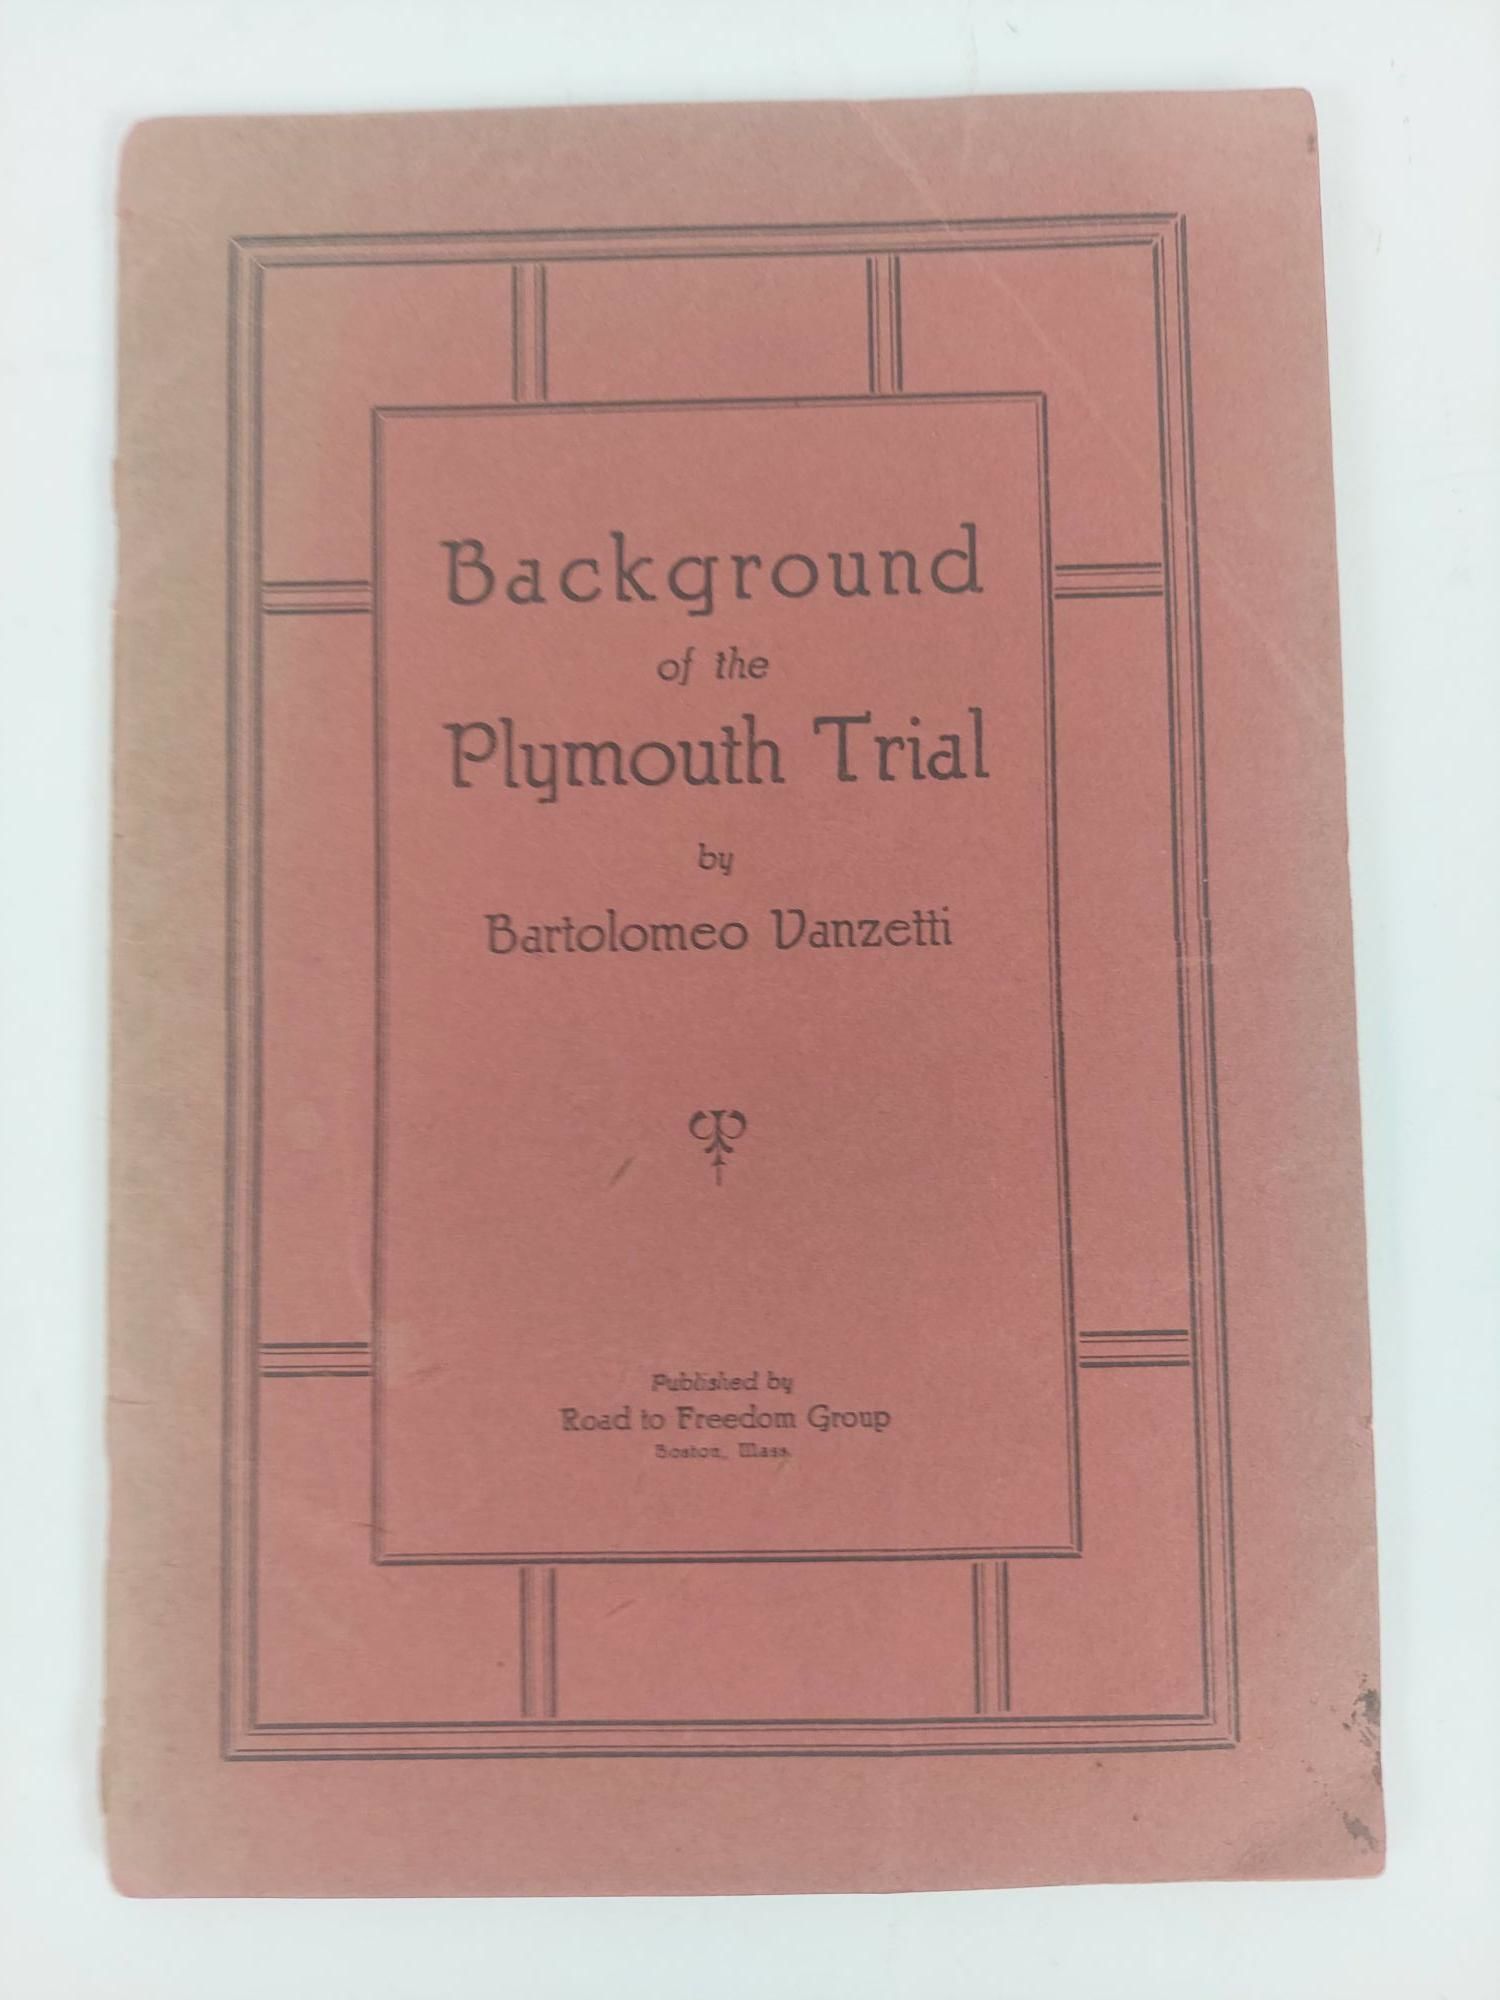 Background
of the
Plymouth Trial
by
Bartolomeo Vanzetti
Published by
Road to Freedom Group
Boston, Mass.